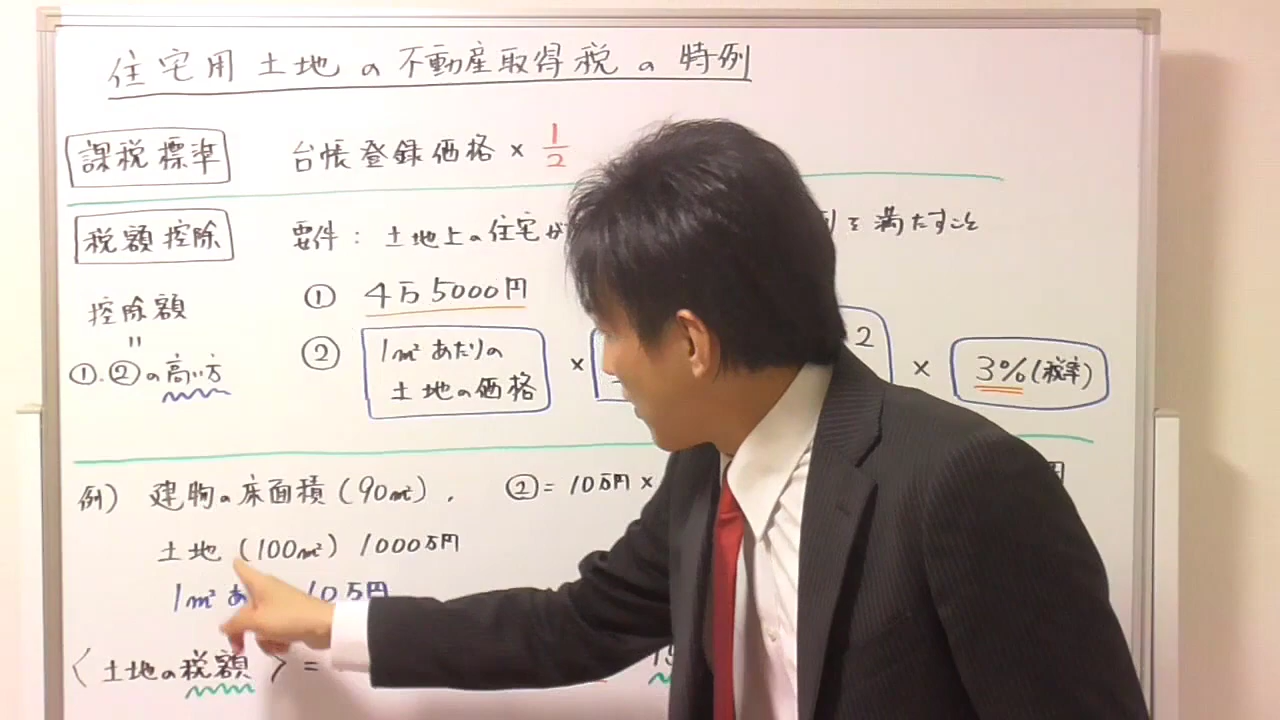 住宅用土地の不動産取得税の特例
課税標準 台帳登録価格 × 1/2
税額控除 要件: 土地上の住宅が を満たすこと
控除額 ① 4万5000円
〃
①.②の高い方 ② 1m²あたりの土地の価格 × 2 × 3%(税率)
例) 建物の床面積(90m²). ②=10万円×
土地(100m²) 1000万円
1m²あ 10万円
〈土地の税額〉=